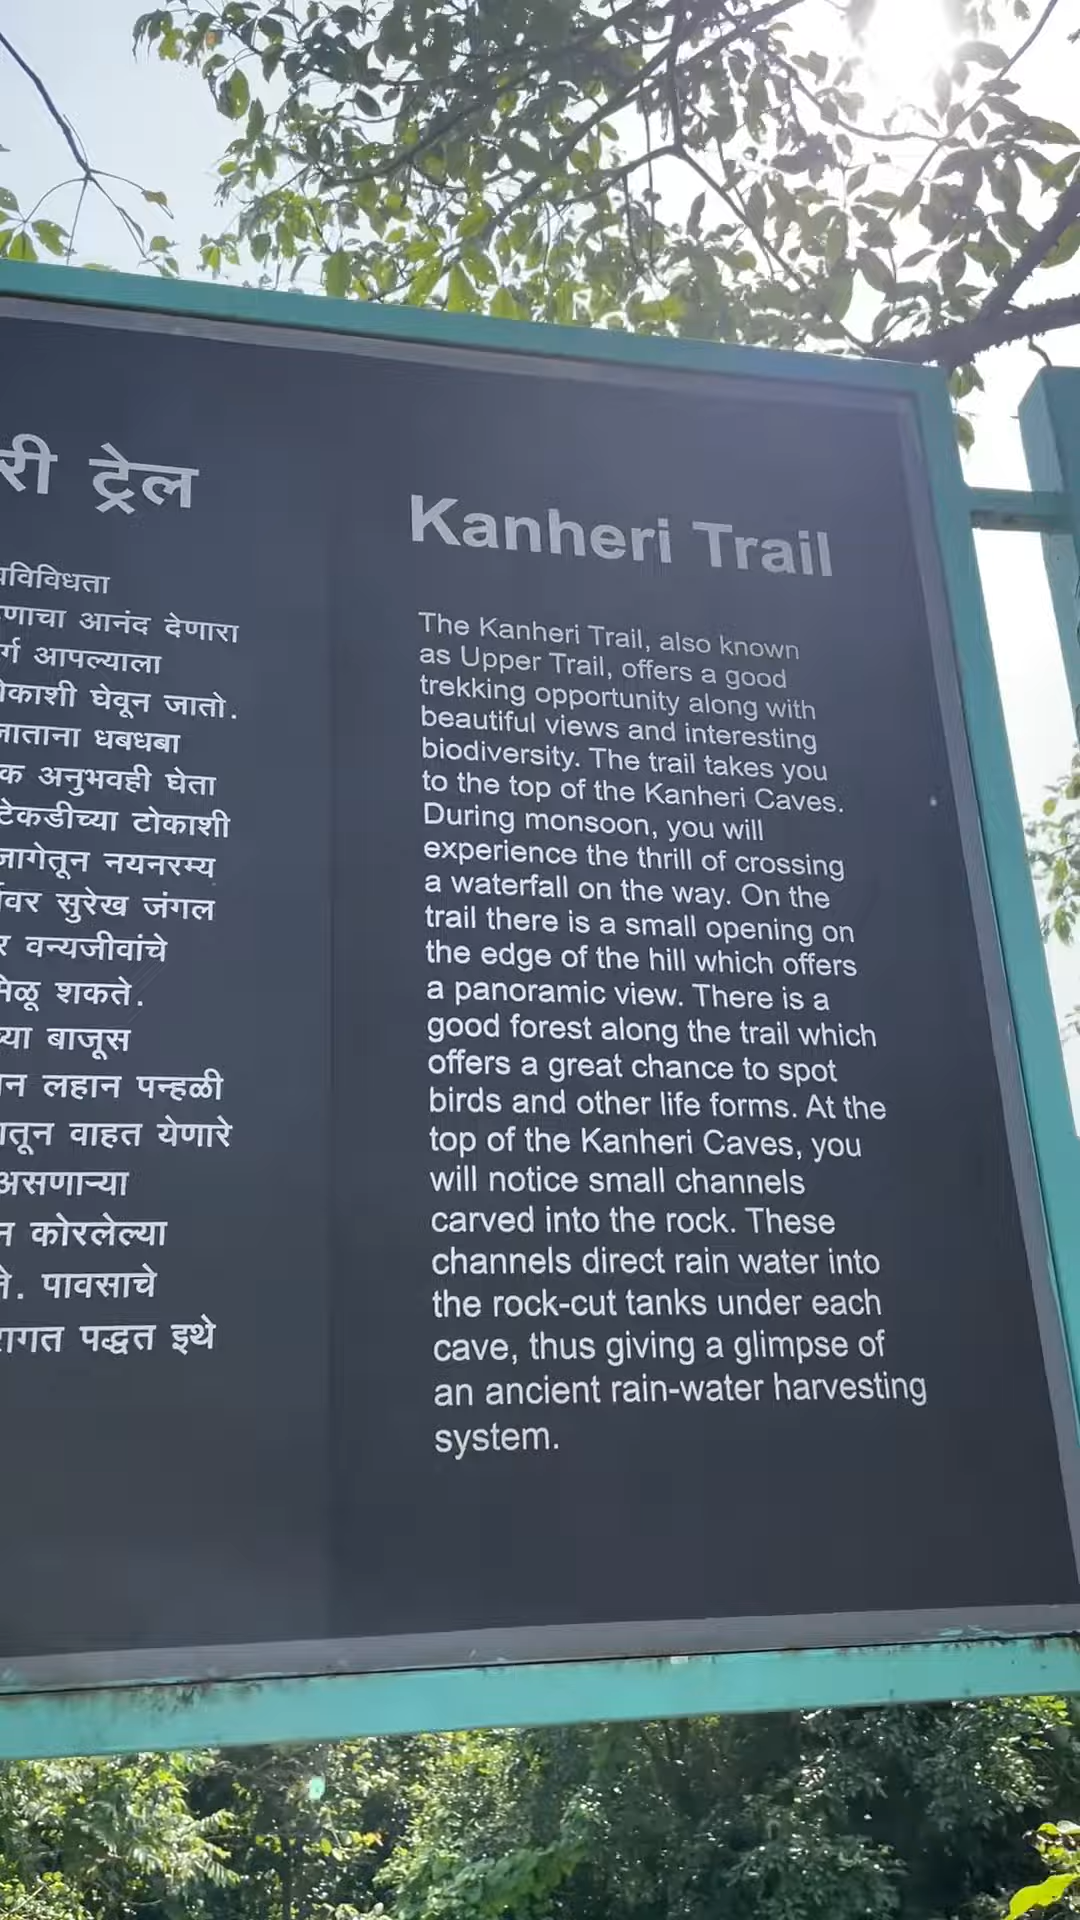 ट्रेल
आनंद देणारा
आपल्याला
घेवून जातो.
धबधबा
अनुभवही घेता
टेकडीच्या टोकाशी
नयनरम्य
सुरेख जंगल
वन्यजीवांचे
शकते.
बाजूस
लहान पन्हळी
वाहत येणारे
असणाऱ्या
कोरलेल्या
पावसाचे
पद्धत इथे
Kanheri Trail
The Kanheri Trail, also known
as Upper Trail, offers a good
trekking opportunity along with
beautiful views and interesting
biodiversity. The trail takes you
to the top of the Kanheri Caves.
During monsoon, you will
experience the thrill of crossing
a waterfall on the way. On the
trail there is a small opening on
the edge of the hill which offers
a panoramic view. There is a
good forest along the trail which
offers a great chance to spot
birds and other life forms. At the
top of the Kanheri Caves, you
will notice small channels
carved into the rock. These
channels direct rain water into
the rock-cut tanks under each
cave, thus giving a glimpse of
an ancient rain-water harvesting
system.